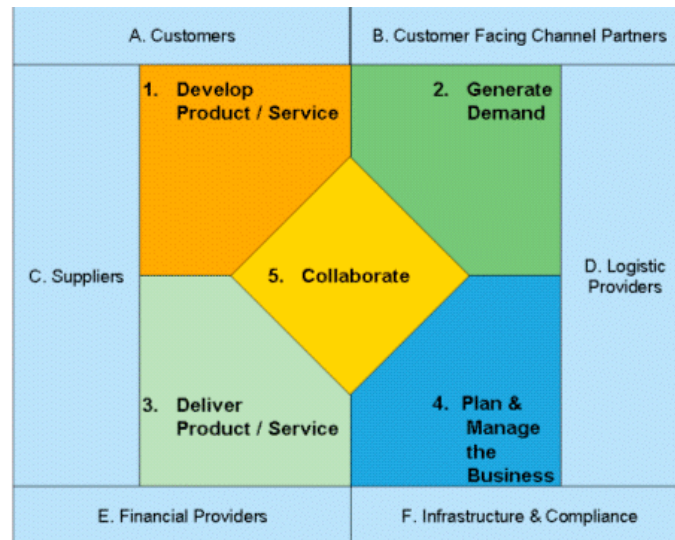 A. Customers
B. Customer Facing Channel Partners
1. Develop
Product / Service
2. Generate
Demand
C. Suppliers
5. Collaborate
D. Logistic
Providers
3. Deliver
Product / Service
4. Plan &
Manage
the
Business
E. Financial Providers
F. Infrastructure & Compliance